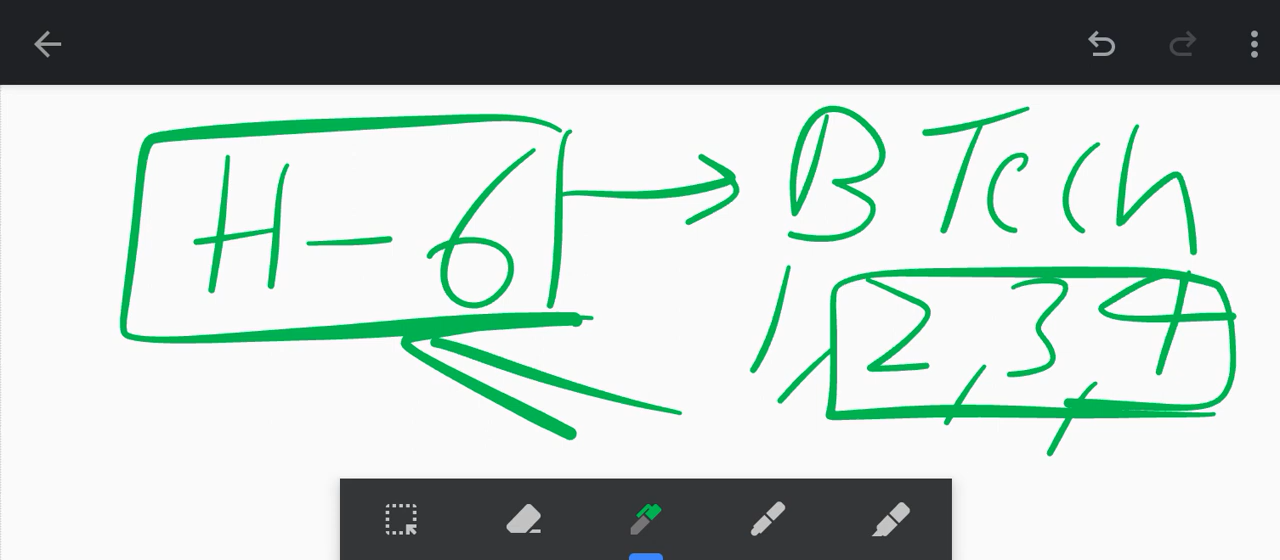 H-6 → BTech
1, 2, 3, 4